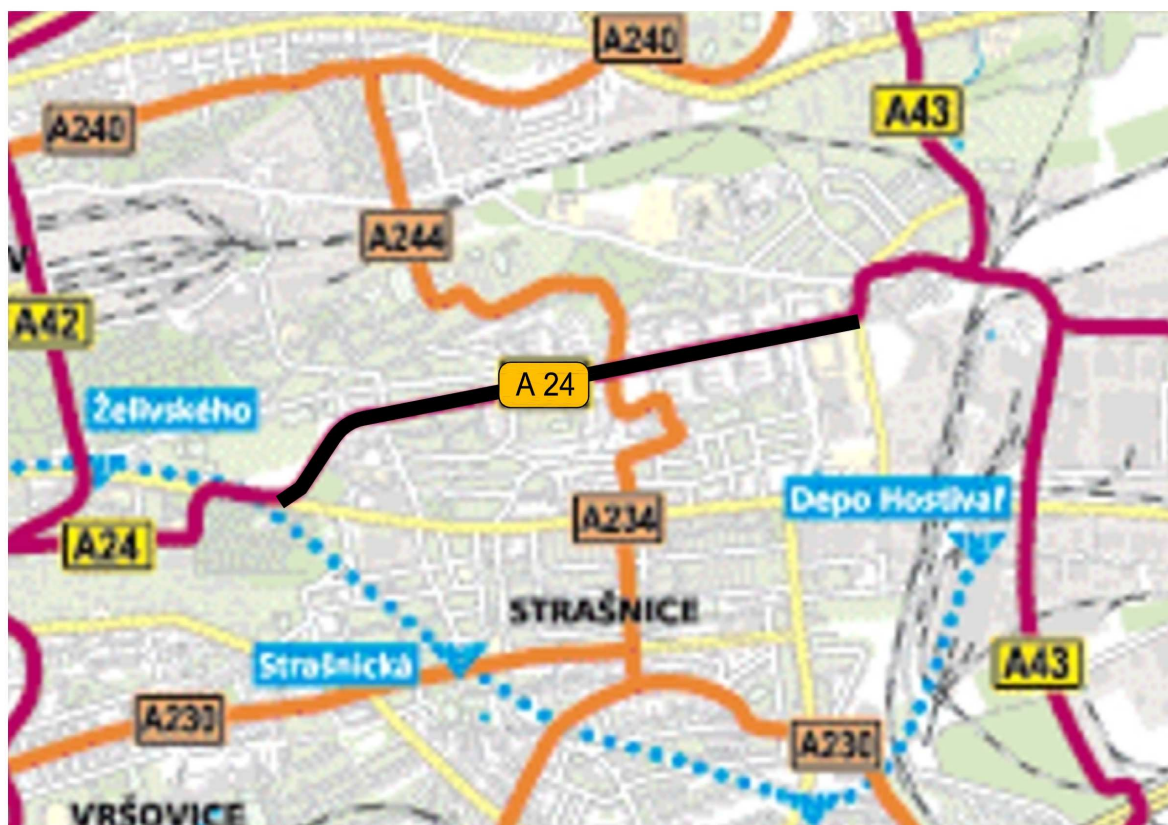 A240
A43
A240
A244
V
A42
A 24
Želivského
Depo Hostivař
A234
A24
STRAŠNICE
Strašnická
A43
A230
A230
VRŠOVICE